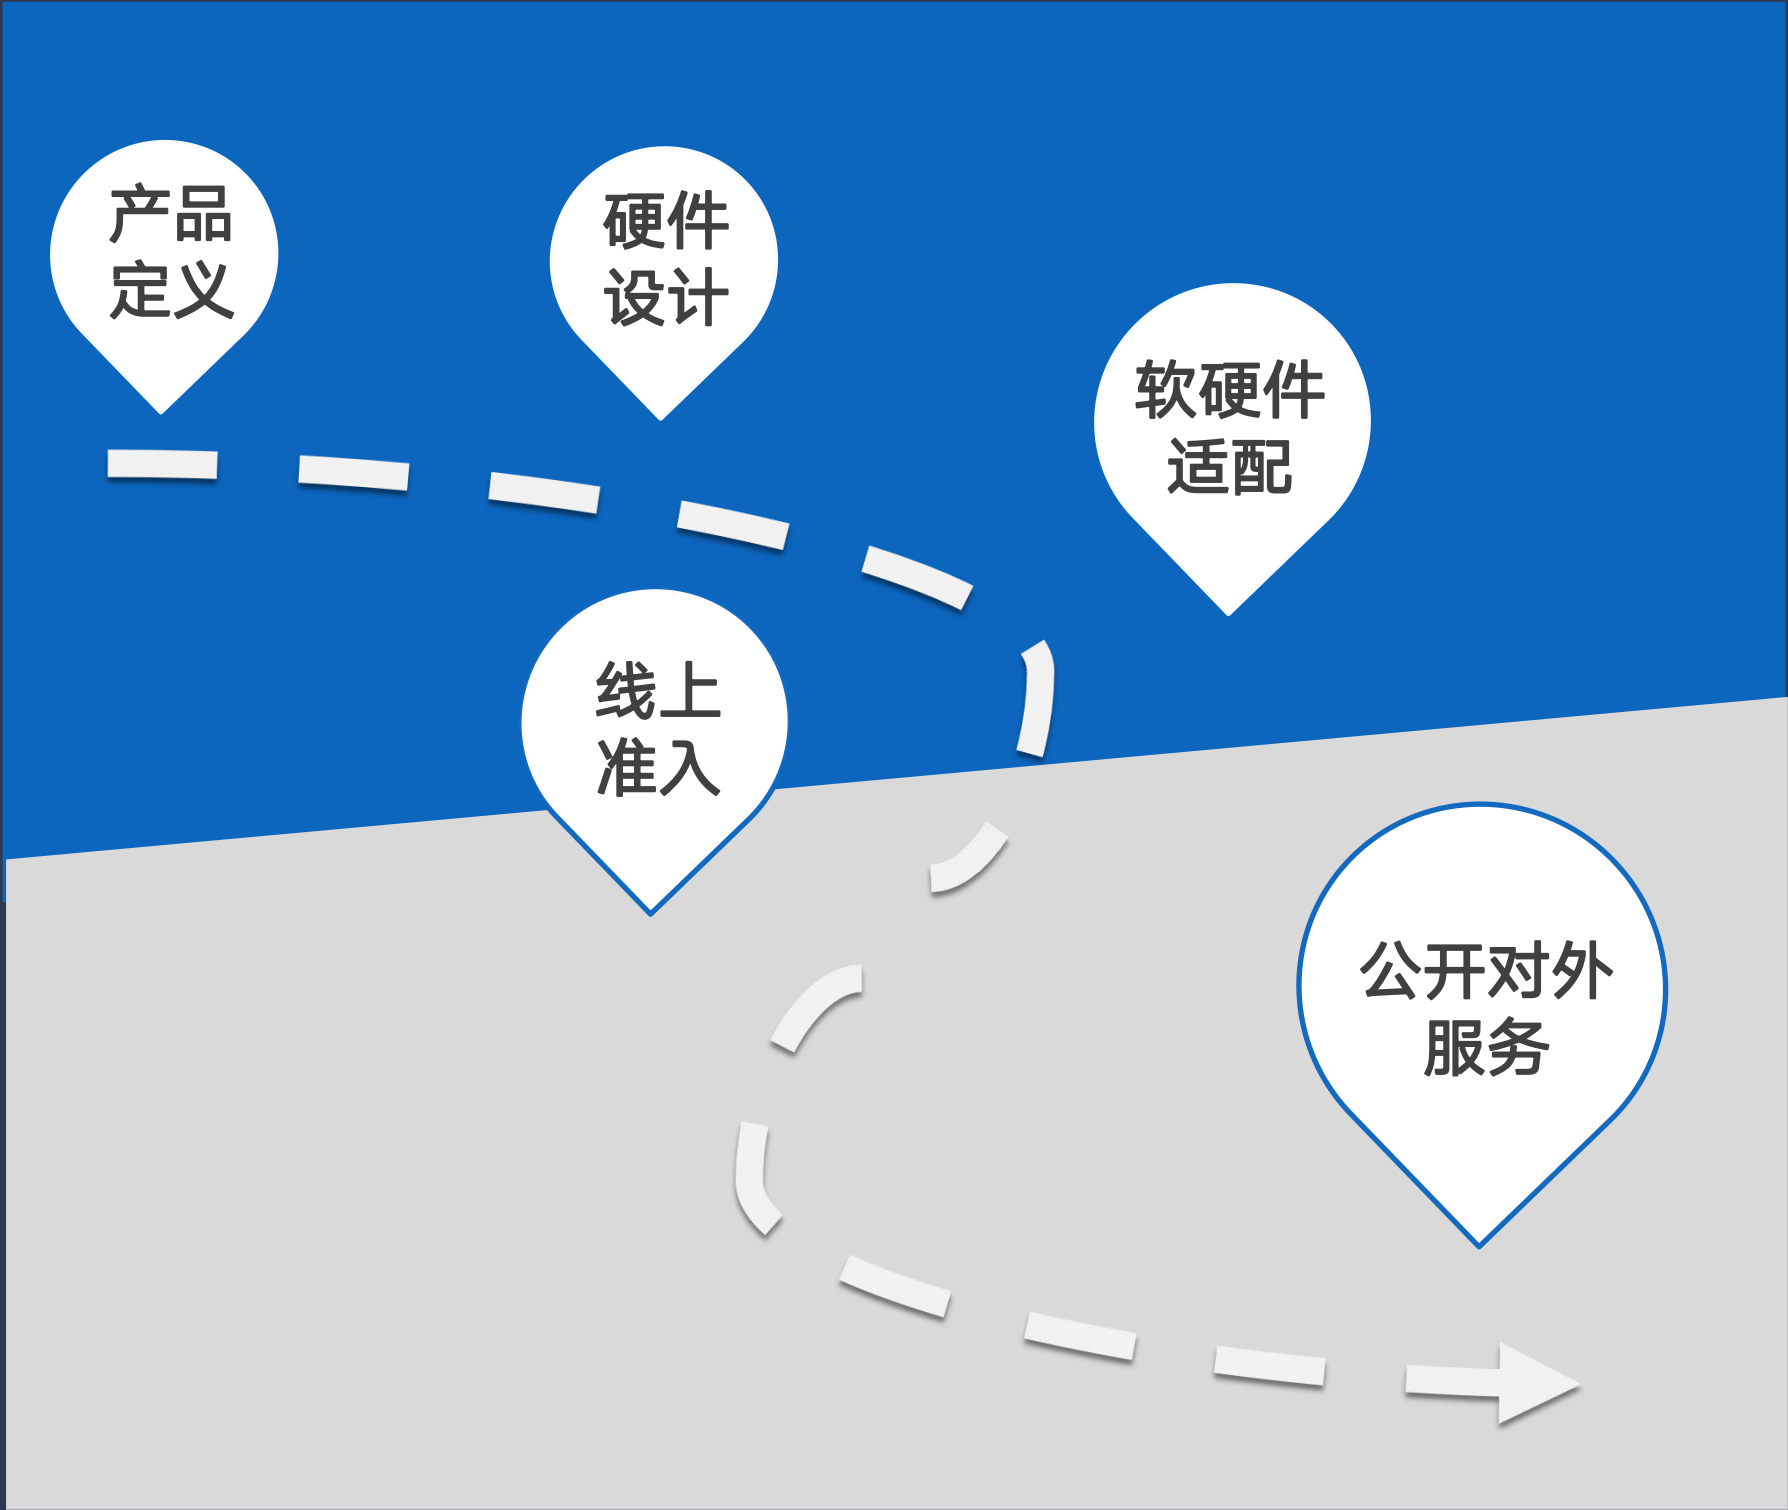 产品
定义
硬件
设计
软硬件
适配
线上
准入
公开对外
服务